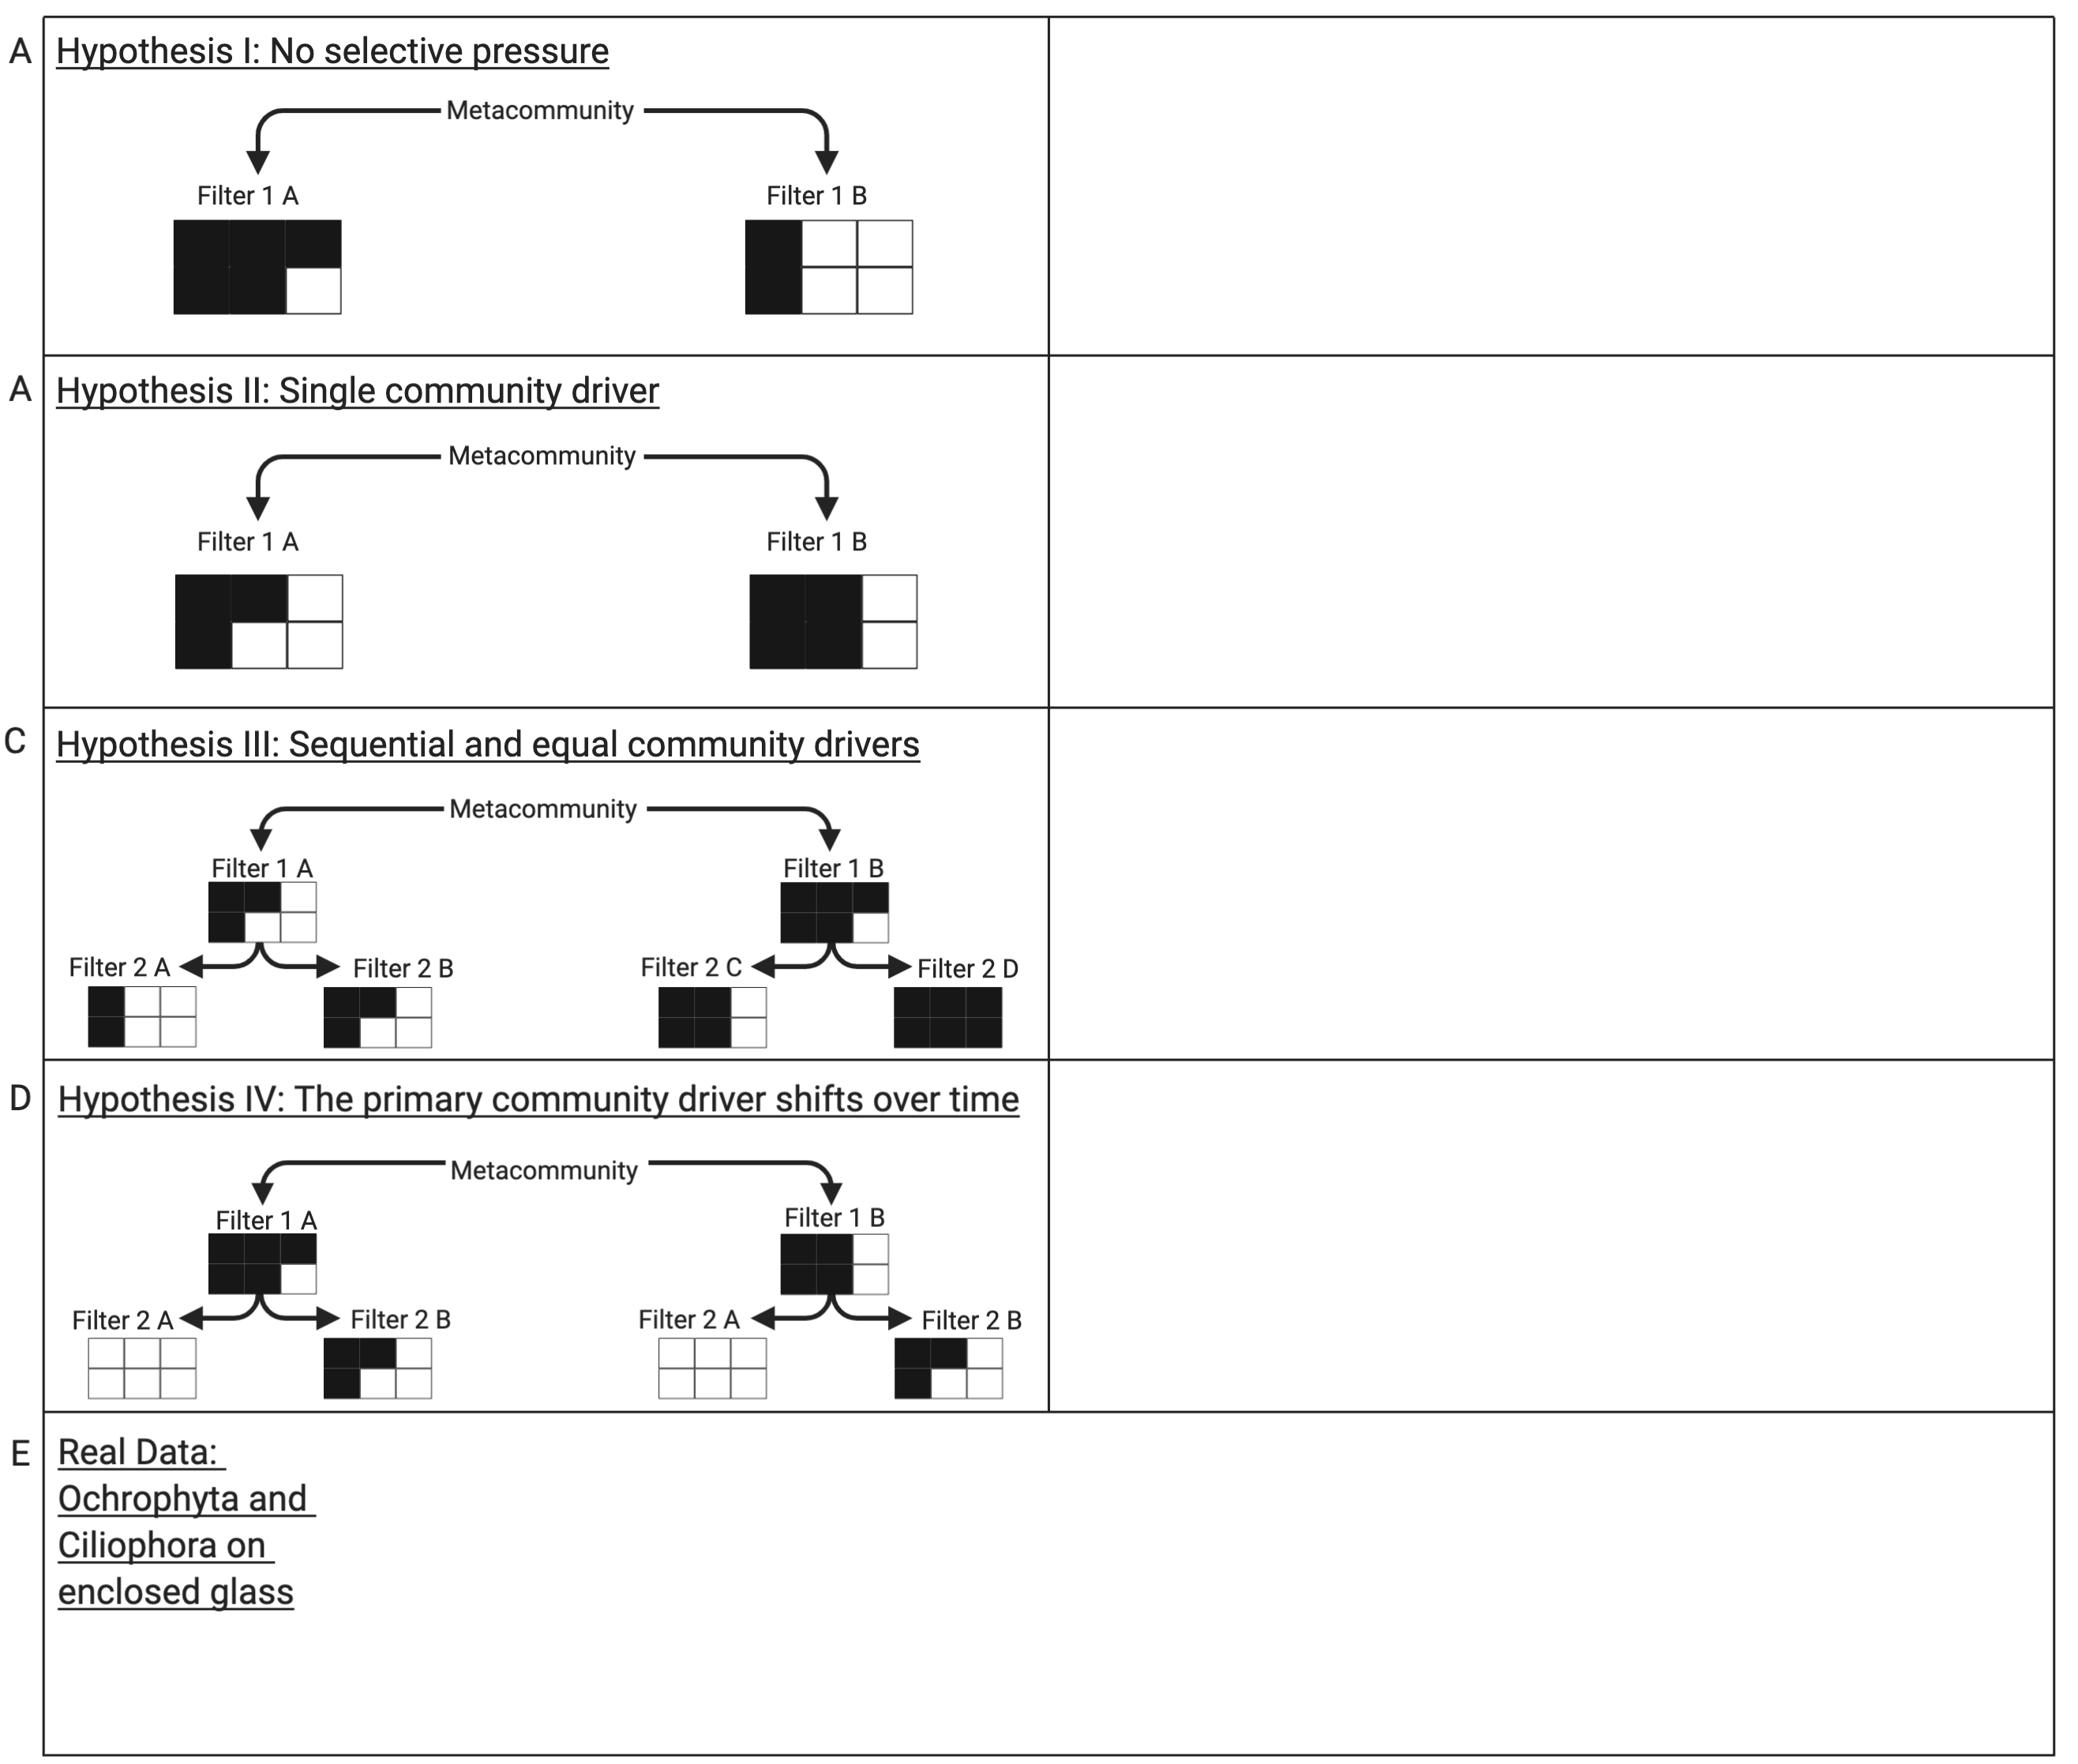 A
Hypothesis I: No selective pressure
Metacommunity
Filter 1 A
Filter 1 B
A
Hypothesis II: Single community driver
Metacommunity
Filter 1 A
Filter 1 B
C
Hypothesis III: Sequential and equal community drivers
Metacommunity
Filter 1 A
Filter 1 B
Filter 2 A
Filter 2 B
Filter 2 C
Filter 2 D
D
Hypothesis IV: The primary community driver shifts over time
Metacommunity
Filter 1 A
Filter 1 B
Filter 2 A
Filter 2 B
Filter 2 A
Filter 2 B
E
Real Data:
Ochrophyta and
Ciliophora on
enclosed glass